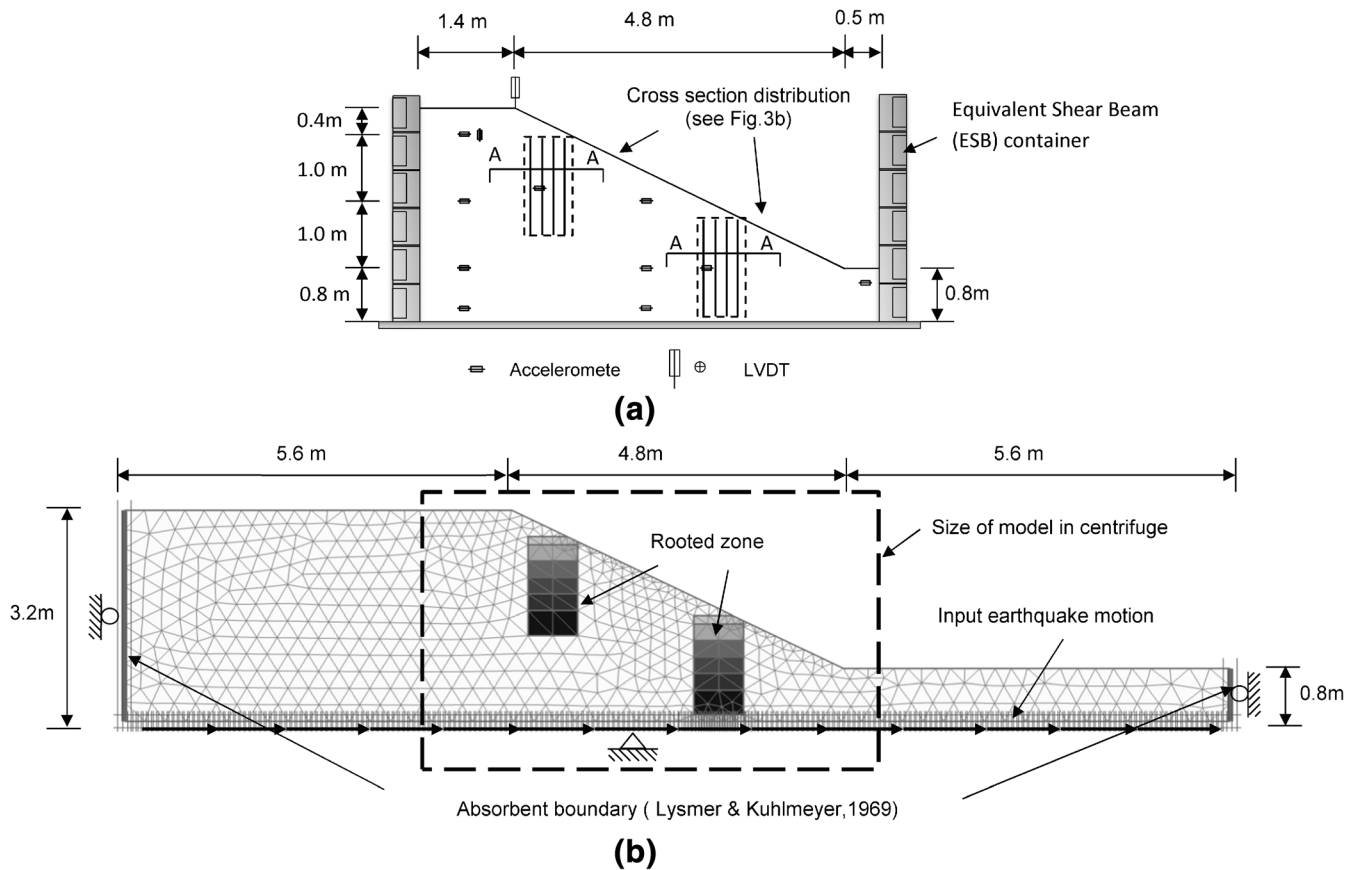 1.4 m
4.8 m
0.5 m
0.4m
1.0 m
1.0 m
0.8 m
Cross section distribution
(see Fig.3b)
Equivalent Shear Beam
(ESB) container
A A
A A
0.8m
Acceleromete
LVDT
(a)
5.6 m
4.8m
5.6 m
Size of model in centrifuge
Rooted zone
3.2m
Input earthquake motion
0.8m
Absorbent boundary ( Lysmer & Kuhlmeyer,1969)
(b)